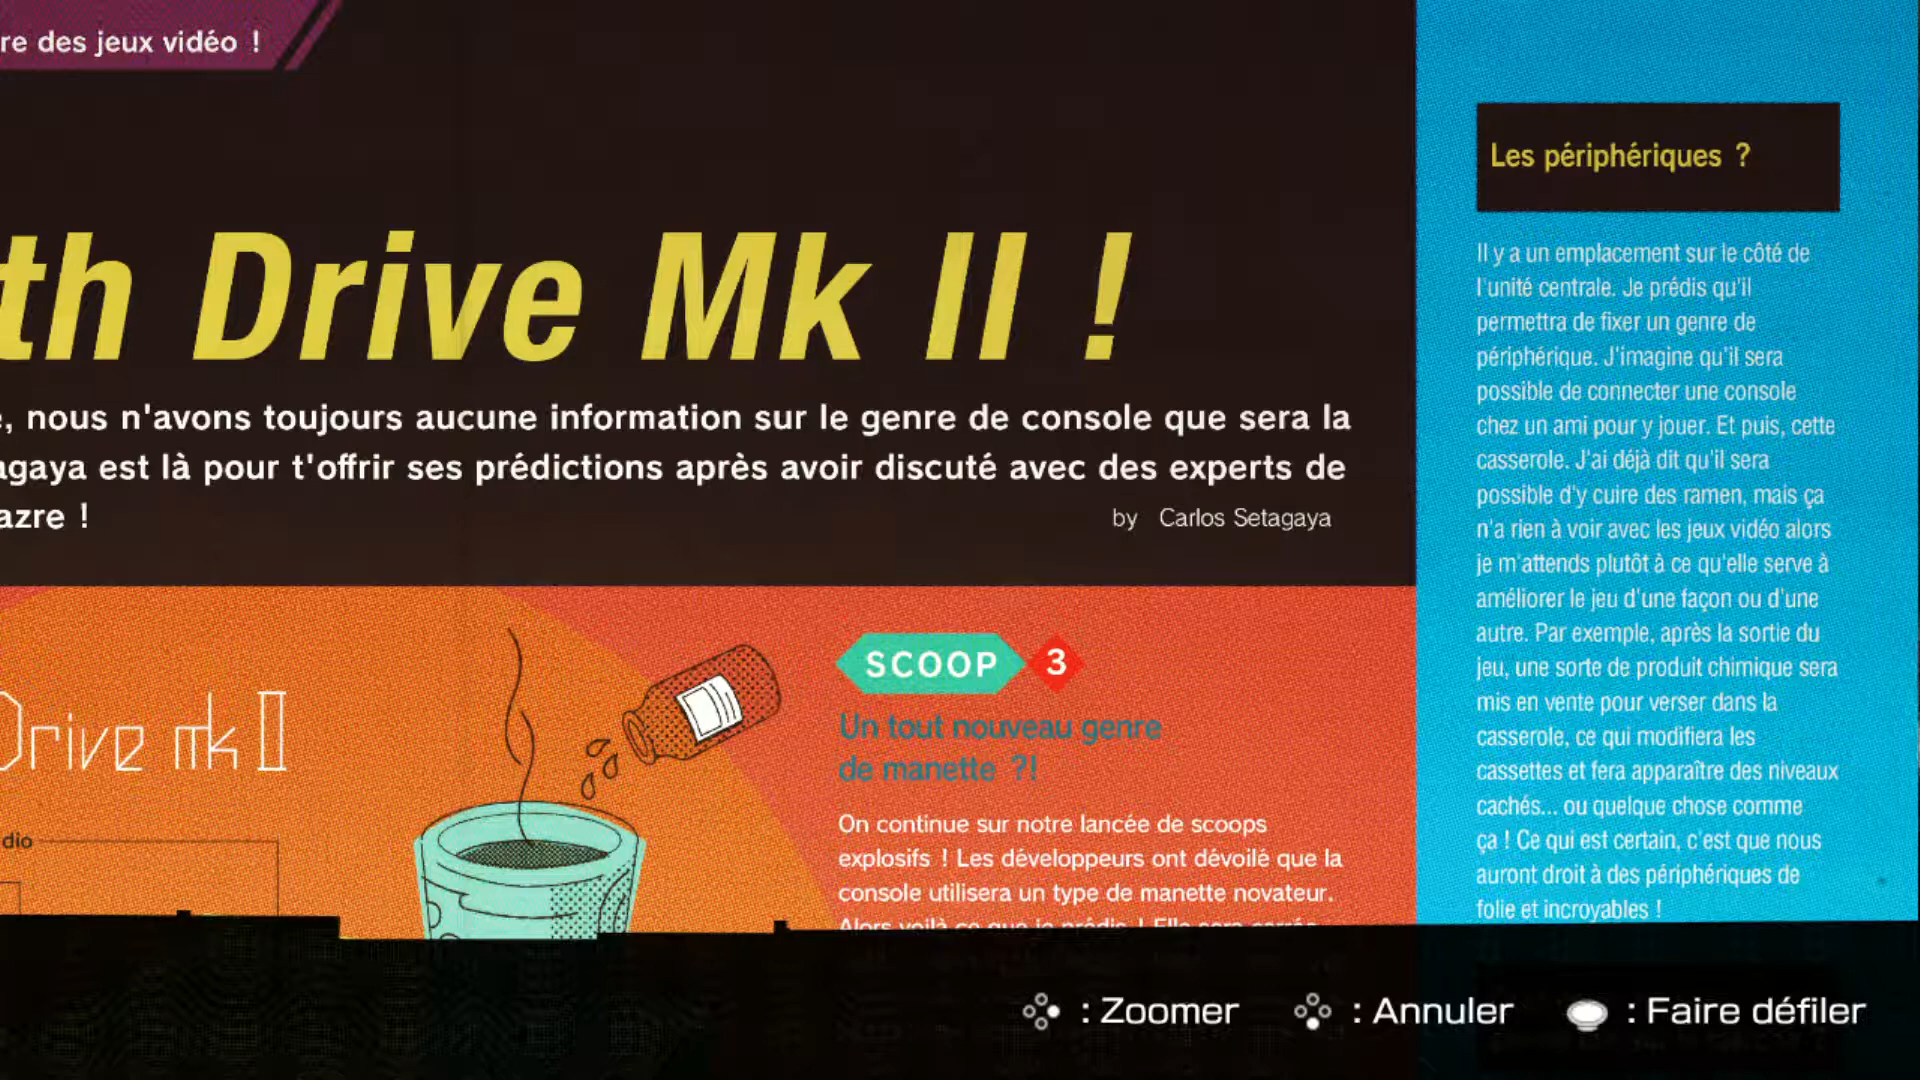 re des jeux vidéo !
th Drive Mk II !
, nous n'avons toujours aucune information sur le genre de console que sera la
agaya est là pour t'offrir ses prédictions après avoir discuté avec des experts de
azre !
by Carlos Setagaya
Drive mk II
dio
SCOOP 3
Un tout nouveau genre
de manette ?!
On continue sur notre lancée de scoops
explosifs ! Les développeurs ont dévoilé que la
console utilisera un type de manette novateur.
Alors voilà ce que je prédis ! Elle sera carrée
Les périphériques ?
Il y a un emplacement sur le côté de
l'unité centrale. Je prédis qu'il
permettra de fixer un genre de
périphérique. J'imagine qu'il sera
possible de connecter une console
chez un ami pour y jouer. Et puis, cette
casserole. J'ai déjà dit qu'il sera
possible d'y cuire des ramen, mais ça
n'a rien à voir avec les jeux vidéo alors
je m'attends plutôt à ce qu'elle serve à
améliorer le jeu d'une façon ou d'une
autre. Par exemple, après la sortie du
jeu, une sorte de produit chimique sera
mis en vente pour verser dans la
casserole, ce qui modifiera les
cassettes et fera apparaître des niveaux
cachés... ou quelque chose comme
ça ! Ce qui est certain, c'est que nous
auront droit à des périphériques de
folie et incroyables !
: Zoomer : Annuler : Faire défiler